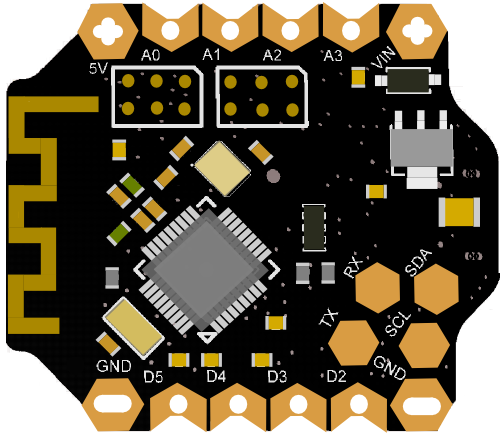 5V A0 A1 A2 A3 VIN
RX SDA
TX SCL
GND GND
D5 D4 D3 D2